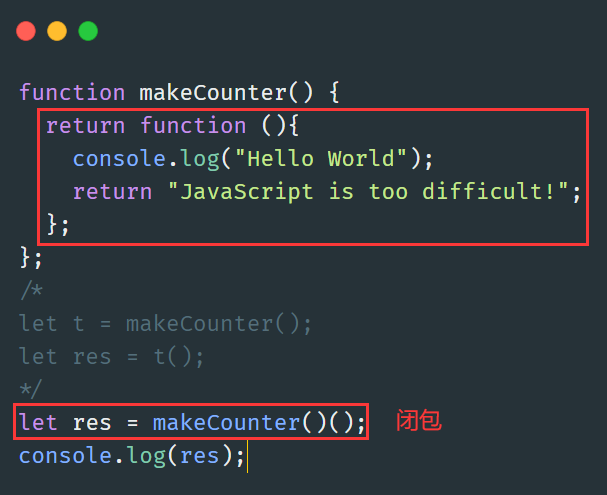 function makeCounter() {
  return function (){
    console.log("Hello World");
    return "JavaScript is too difficult!";
  };
};
/*
let t = makeCounter();
let res = t();
*/
let res = makeCounter()(); 闭包
console.log(res);